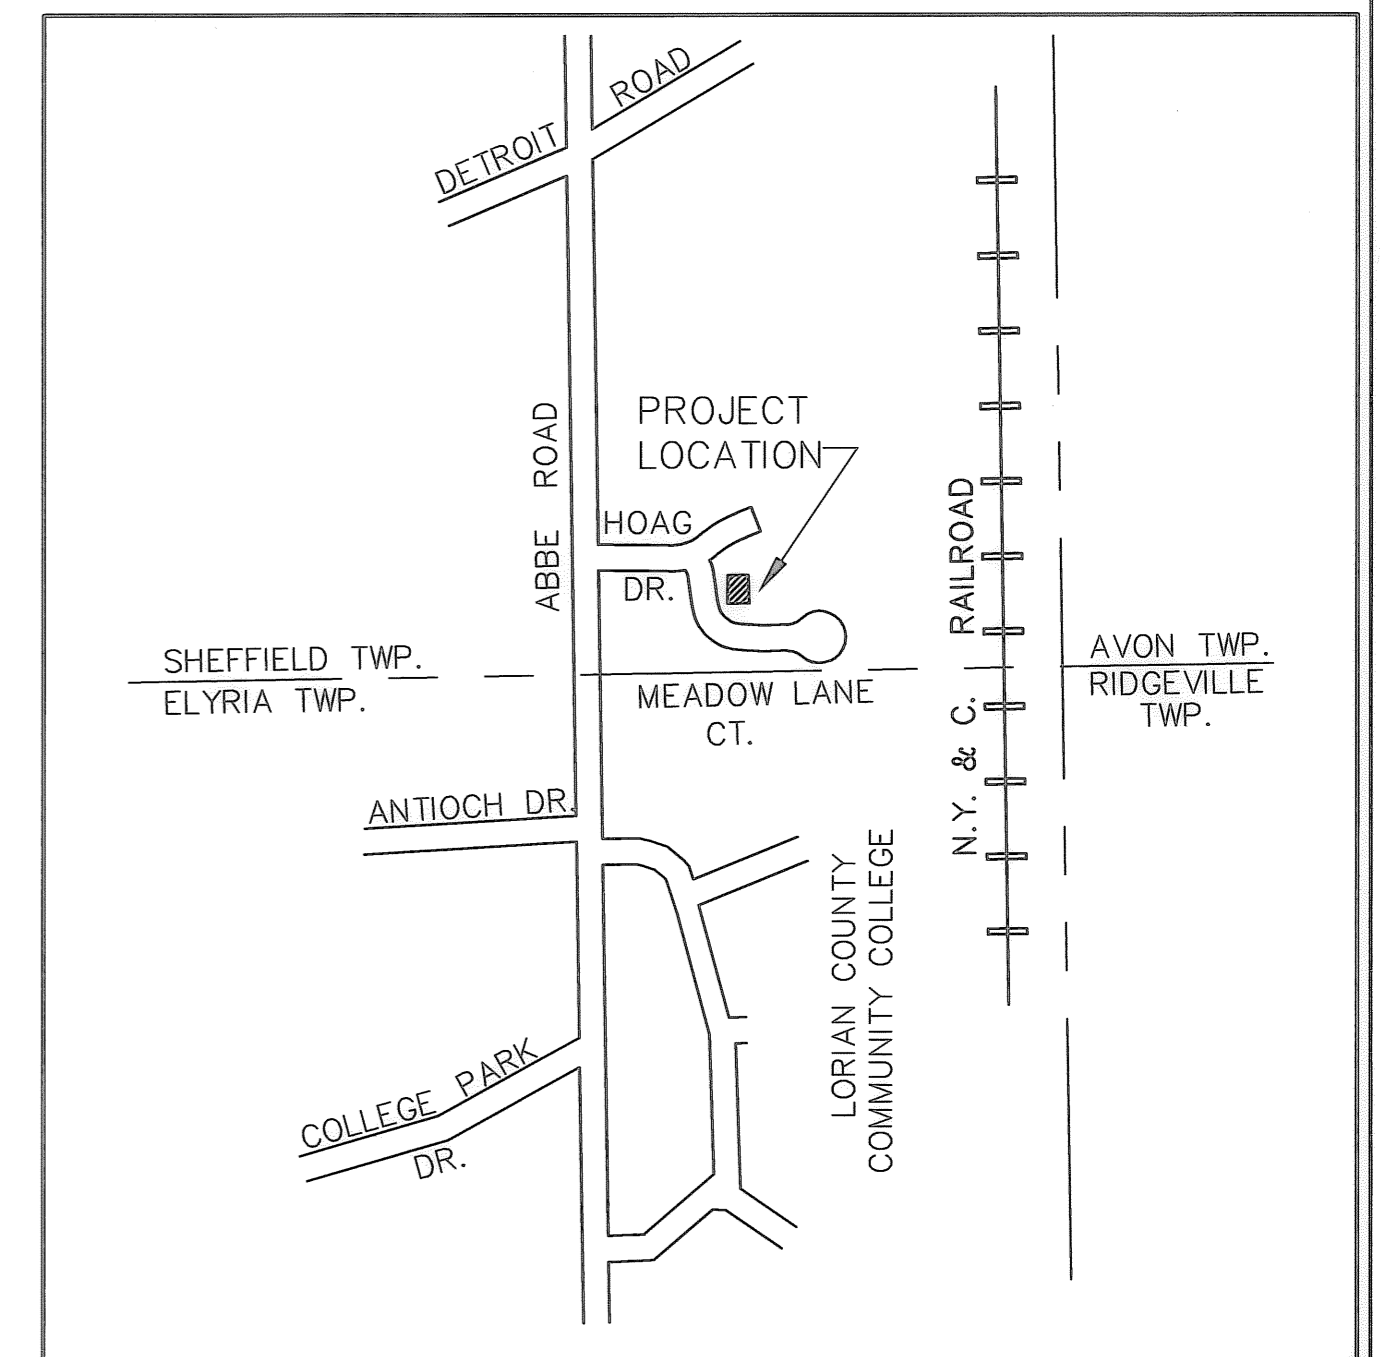 DETROIT ROAD
ABBE ROAD
PROJECT
LOCATION
HOAG
DR.
N.Y. & C. RAILROAD
SHEFFIELD TWP.
ELYRIA TWP.
AVON TWP.
RIDGEVILLE
TWP.
MEADOW LANE
CT.
ANTIOCH DR.
LORIAN COUNTY
COMMUNITY COLLEGE
COLLEGE PARK
DR.